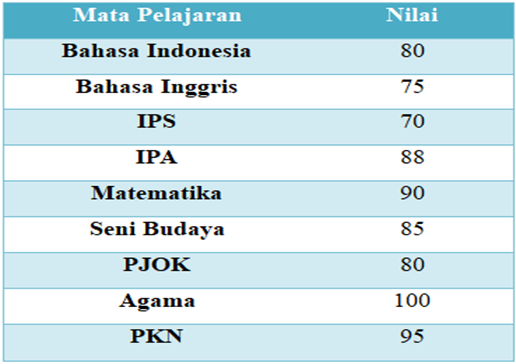 Mata Pelajaran Nilai
Bahasa Indonesia 80
Bahasa Inggris 75
IPS 70
IPA 88
Matematika 90
Seni Budaya 85
PJOK 80
Agama 100
PKN 95